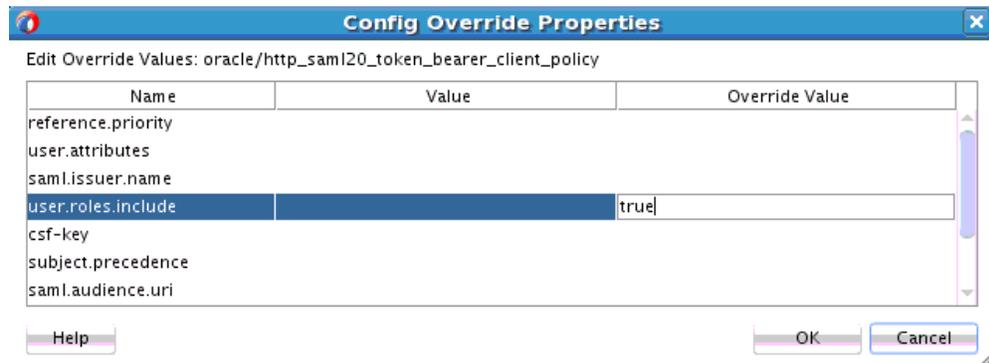 Config Override Properties
Edit Override Values: oracle/http_saml20_token_bearer_client_policy
Name Value Override Value
reference.priority
user.attributes
saml.issuer.name
user.roles.include true
csf-key
subject.precedence
saml.audience.uri
Help OK Cancel